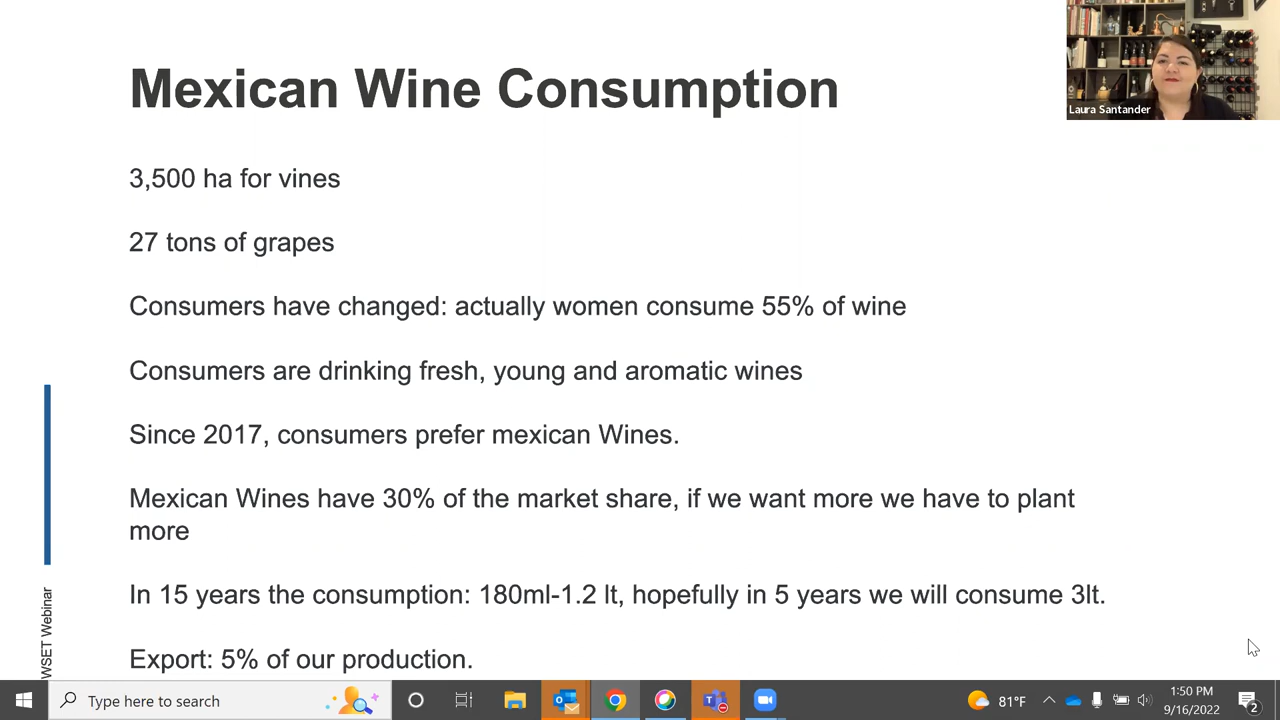 Mexican Wine Consumption
Laura Santander
3,500 ha for vines
27 tons of grapes
Consumers have changed: actually women consume 55% of wine
Consumers are drinking fresh, young and aromatic wines
Since 2017, consumers prefer mexican Wines.
Mexican Wines have 30% of the market share, if we want more we have to plant
more
In 15 years the consumption: 180ml-1.2 lt, hopefully in 5 years we will consume 3lt.
Export: 5% of our production.
WSET Webinar
Type here to search
81°F
1:50 PM
9/16/2022
2